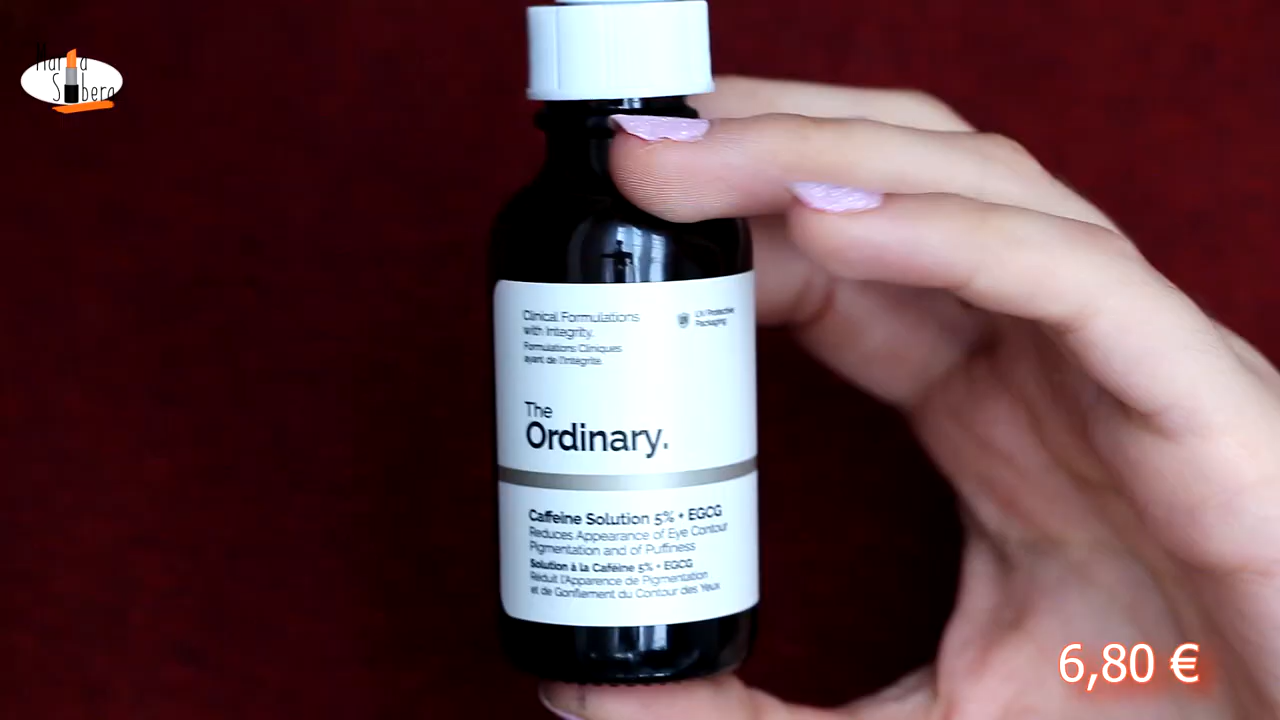 Clinical Formulations
with Integrity.
Formulations Cliniques
ayant de l'intégrité.
UV Protective
Packaging
The
Ordinary.
Caffeine Solution 5% + EGCG
Reduces Appearance of Eye Contour
Pigmentation and of Puffiness
Solution à la Caféine 5% + EGCG
Réduit l'Apparence de Pigmentation
et de Gonflement du Contour des Yeux
6,80 €